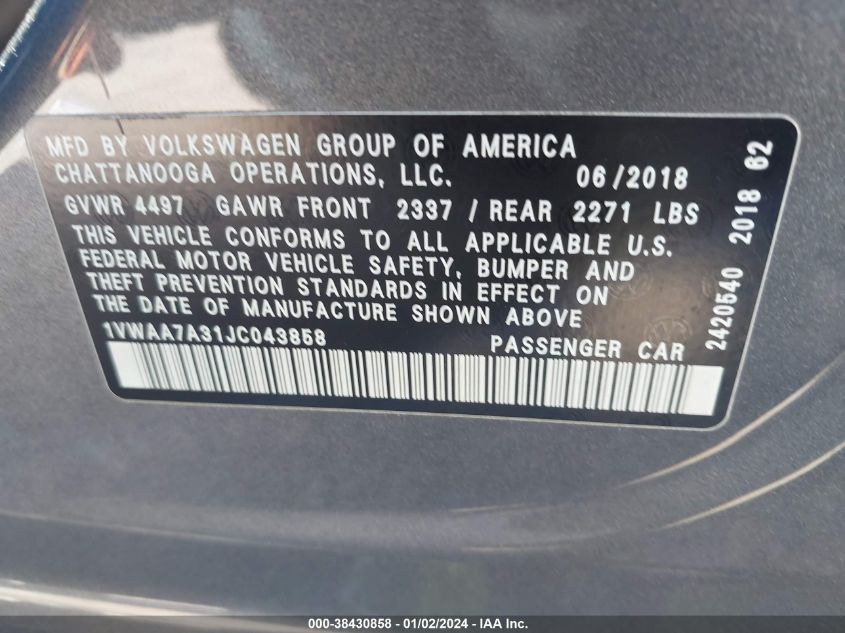 MFD BY VOLKSWAGEN GROUP OF AMERICA
CHATTANOOGA OPERATIONS, LLC. 06/2018
GVWR 4497 GAWR FRONT 2337 / REAR 2271 LBS
THIS VEHICLE CONFORMS TO ALL APPLICABLE U.S.
FEDERAL MOTOR VEHICLE SAFETY, BUMPER AND
THEFT PREVENTION STANDARDS IN EFFECT ON
THE DATE OF MANUFACTURE SHOWN ABOVE
1VWAA7A31JC043858 PASSENGER CAR
2420540 2018 62
000-38430858 - 01/02/2024 - IAA Inc.